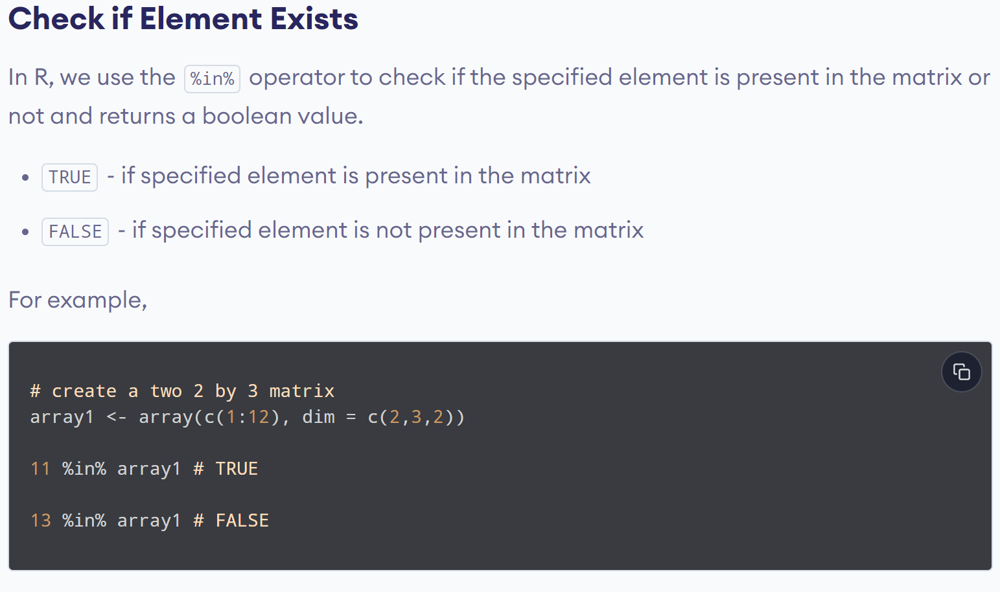 Check if Element Exists
In R, we use the %in% operator to check if the specified element is present in the matrix or
not and returns a boolean value.
• TRUE - if specified element is present in the matrix
• FALSE - if specified element is not present in the matrix
For example,
# create a two 2 by 3 matrix
array1 <- array(c(1:12), dim = c(2,3,2))
11 %in% array1 # TRUE
13 %in% array1 # FALSE